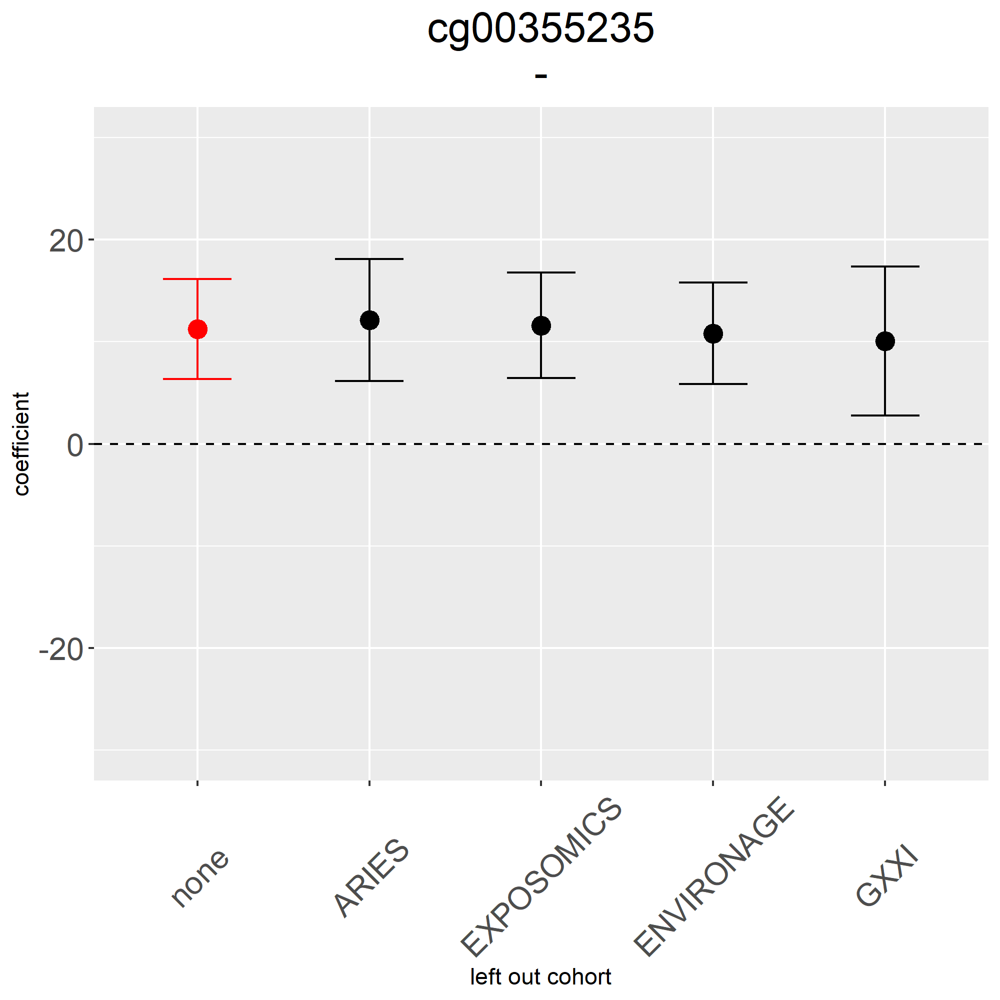 cg00355235
-
20
0
-20
coefficient
none
ARIES
EXPOSOMICS
ENVIRONAGE
GXXI
left out cohort